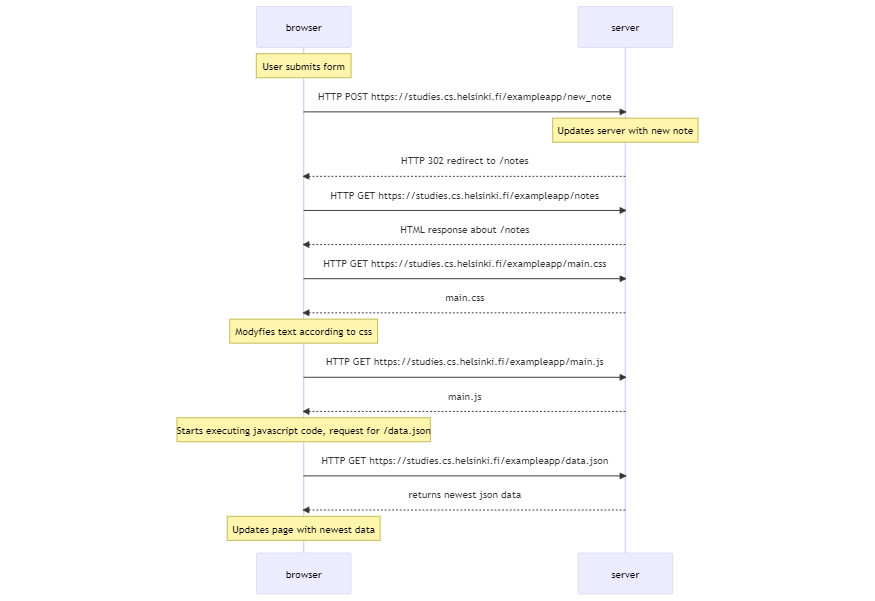 browser
server
User submits form
HTTP POST https://studies.cs.helsinki.fi/exampleapp/new_note
Updates server with new note
HTTP 302 redirect to /notes
HTTP GET https://studies.cs.helsinki.fi/exampleapp/notes
HTML response about /notes
HTTP GET https://studies.cs.helsinki.fi/exampleapp/main.css
main.css
Modyfies text according to css
HTTP GET https://studies.cs.helsinki.fi/exampleapp/main.js
main.js
Starts executing javascript code, request for /data.json
HTTP GET https://studies.cs.helsinki.fi/exampleapp/data.json
returns newest json data
Updates page with newest data
browser
server